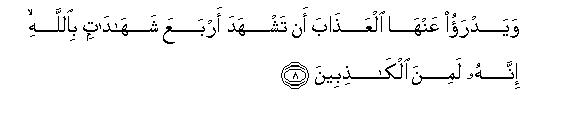 وَيَدْرَؤُا۟ عَنْهَا ٱلْعَذَابَ أَن تَشْهَدَ أَرْبَعَ شَهَـٰدَٰتٍۭ بِٱللَّهِ ۙ
إِنَّهُۥ لَمِنَ ٱلْكَـٰذِبِينَ ٨